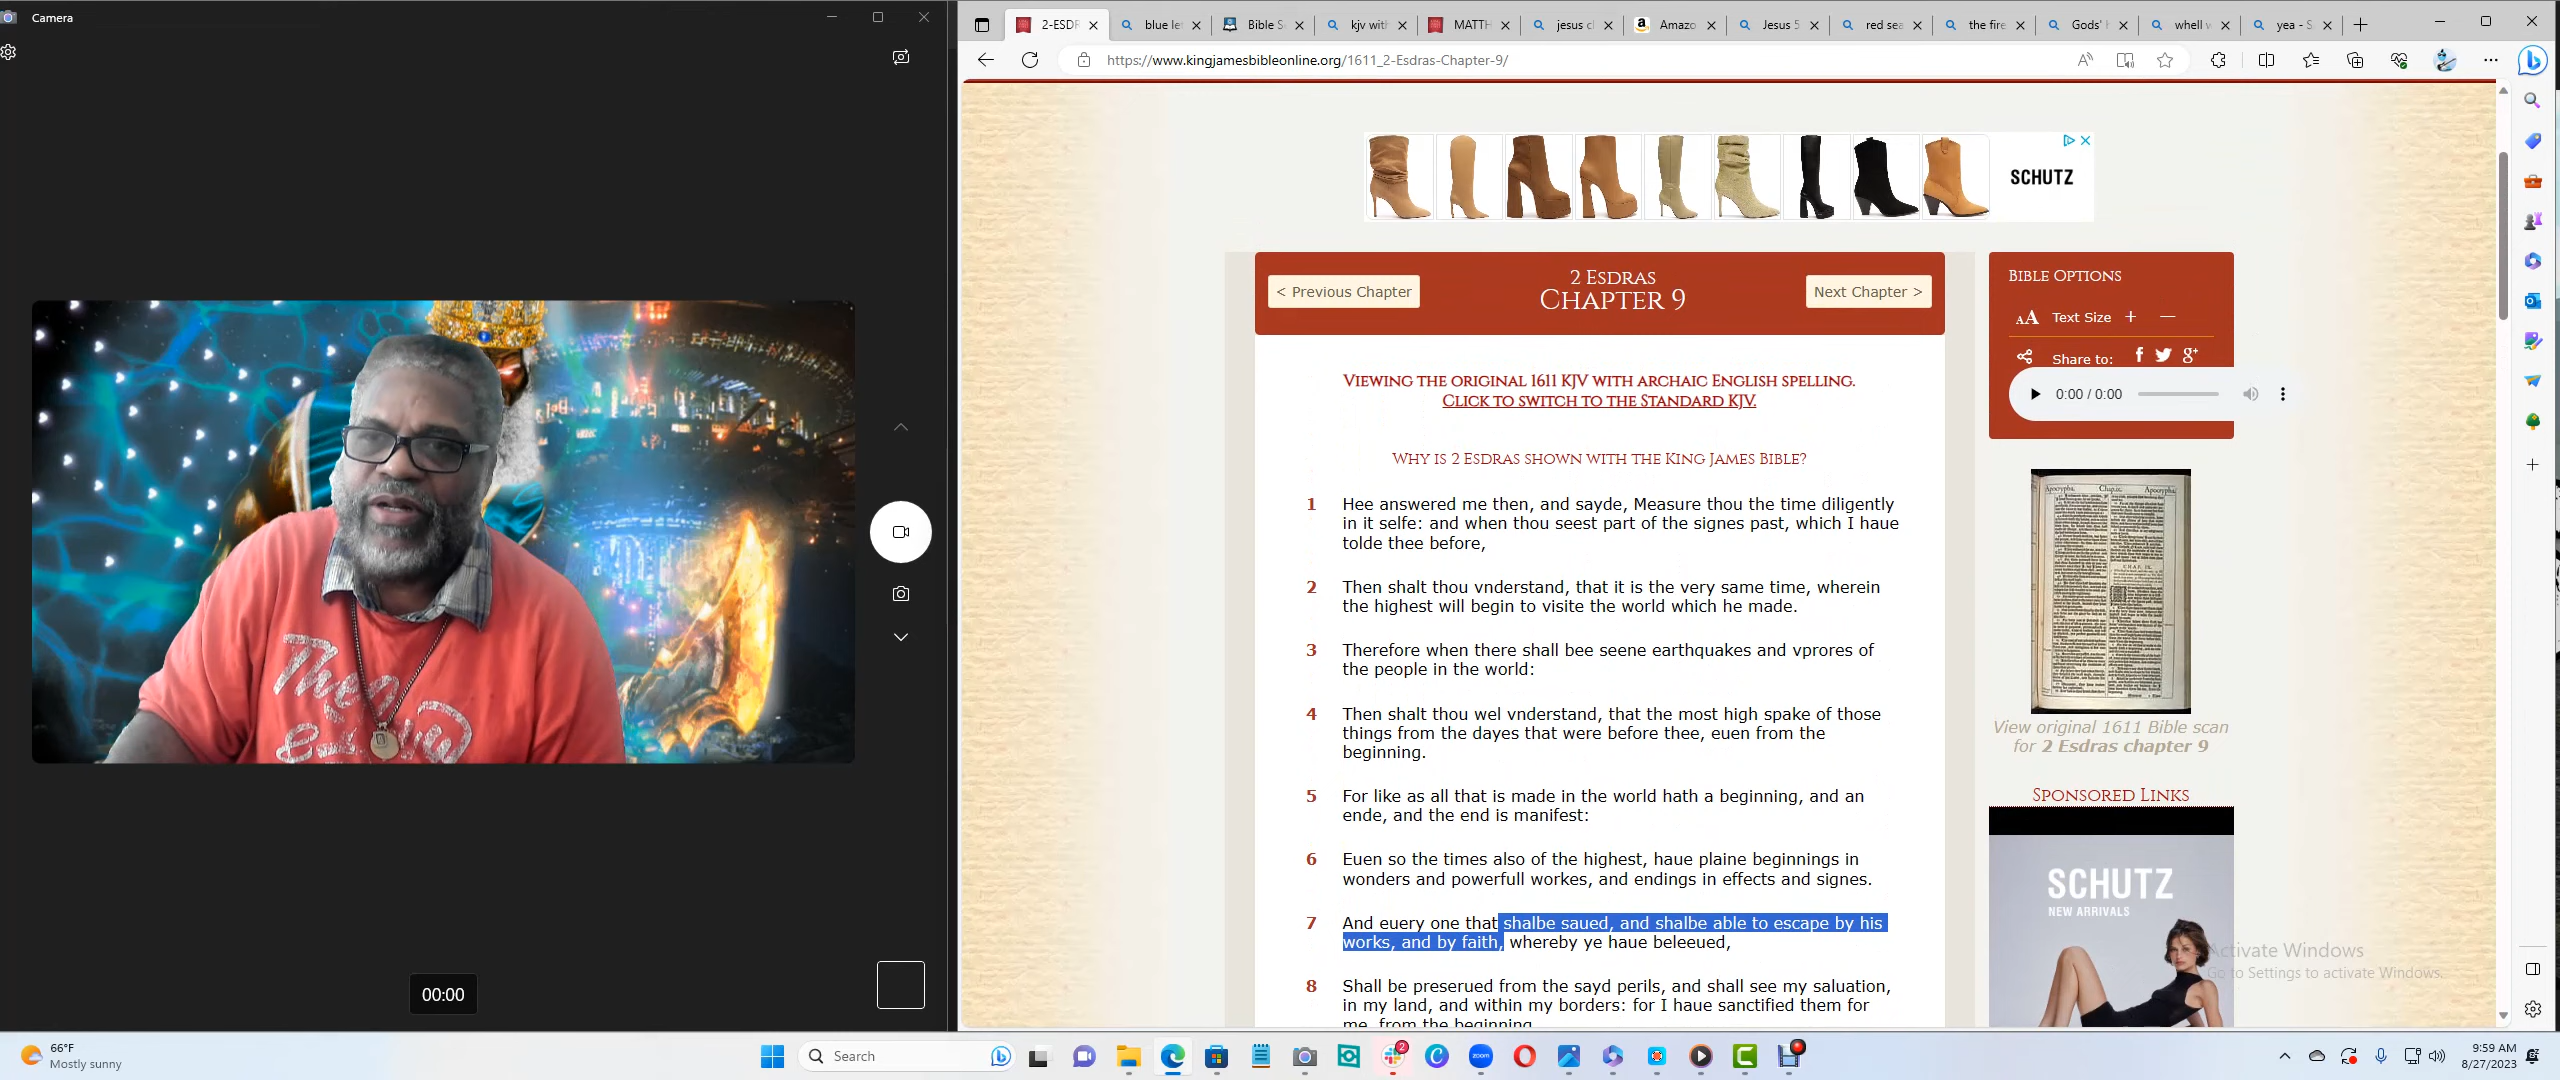 Camera
2-ESDR
blue let
Bible S
kjv with
MATTH
jesus cl
Amazo
Jesus 5
red sea
the fire
Gods' h
whell w
yea - S
https://www.kingjamesbibleonline.org/1611_2-Esdras-Chapter-9/
SCHUTZ
< Previous Chapter
2 Esdras
Chapter 9
Next Chapter >
Bible Options
AA Text Size + —
Share to:
0:00 / 0:00
Viewing the original 1611 KJV with archaic English spelling.
Click to switch to the Standard KJV.
Why is 2 Esdras shown with the King James Bible?
1 Hee answered me then, and sayde, Measure thou the time diligently
in it selfe: and when thou seest part of the signes past, which I haue
tolde thee before,
2 Then shalt thou vnderstand, that it is the very same time, wherein
the highest will begin to visite the world which he made.
3 Therefore when there shall bee seene earthquakes and vprores of
the people in the world:
4 Then shalt thou wel vnderstand, that the most high spake of those
things from the dayes that were before thee, euen from the
beginning.
5 For like as all that is made in the world hath a beginning, and an
ende, and the end is manifest:
6 Euen so the times also of the highest, haue plaine beginnings in
wonders and powerfull workes, and endings in effects and signes.
7 And euery one that shalbe saued, and shalbe able to escape by his
works, and by faith, whereby ye haue beleeued,
8 Shall be preserued from the sayd perils, and shall see my saluation,
in my land, and within my borders: for I haue sanctified them for
me, from the beginning.
Apocrypha. Chap.ix. Apocrypha.
View original 1611 Bible scan
for 2 Esdras chapter 9
Sponsored Links
SCHUTZ
NEW ARRIVALS
Activate Windows
Go to Settings to activate Windows.
00:00
66°F
Mostly sunny
Search
2
zoom
9:59 AM
8/27/2023